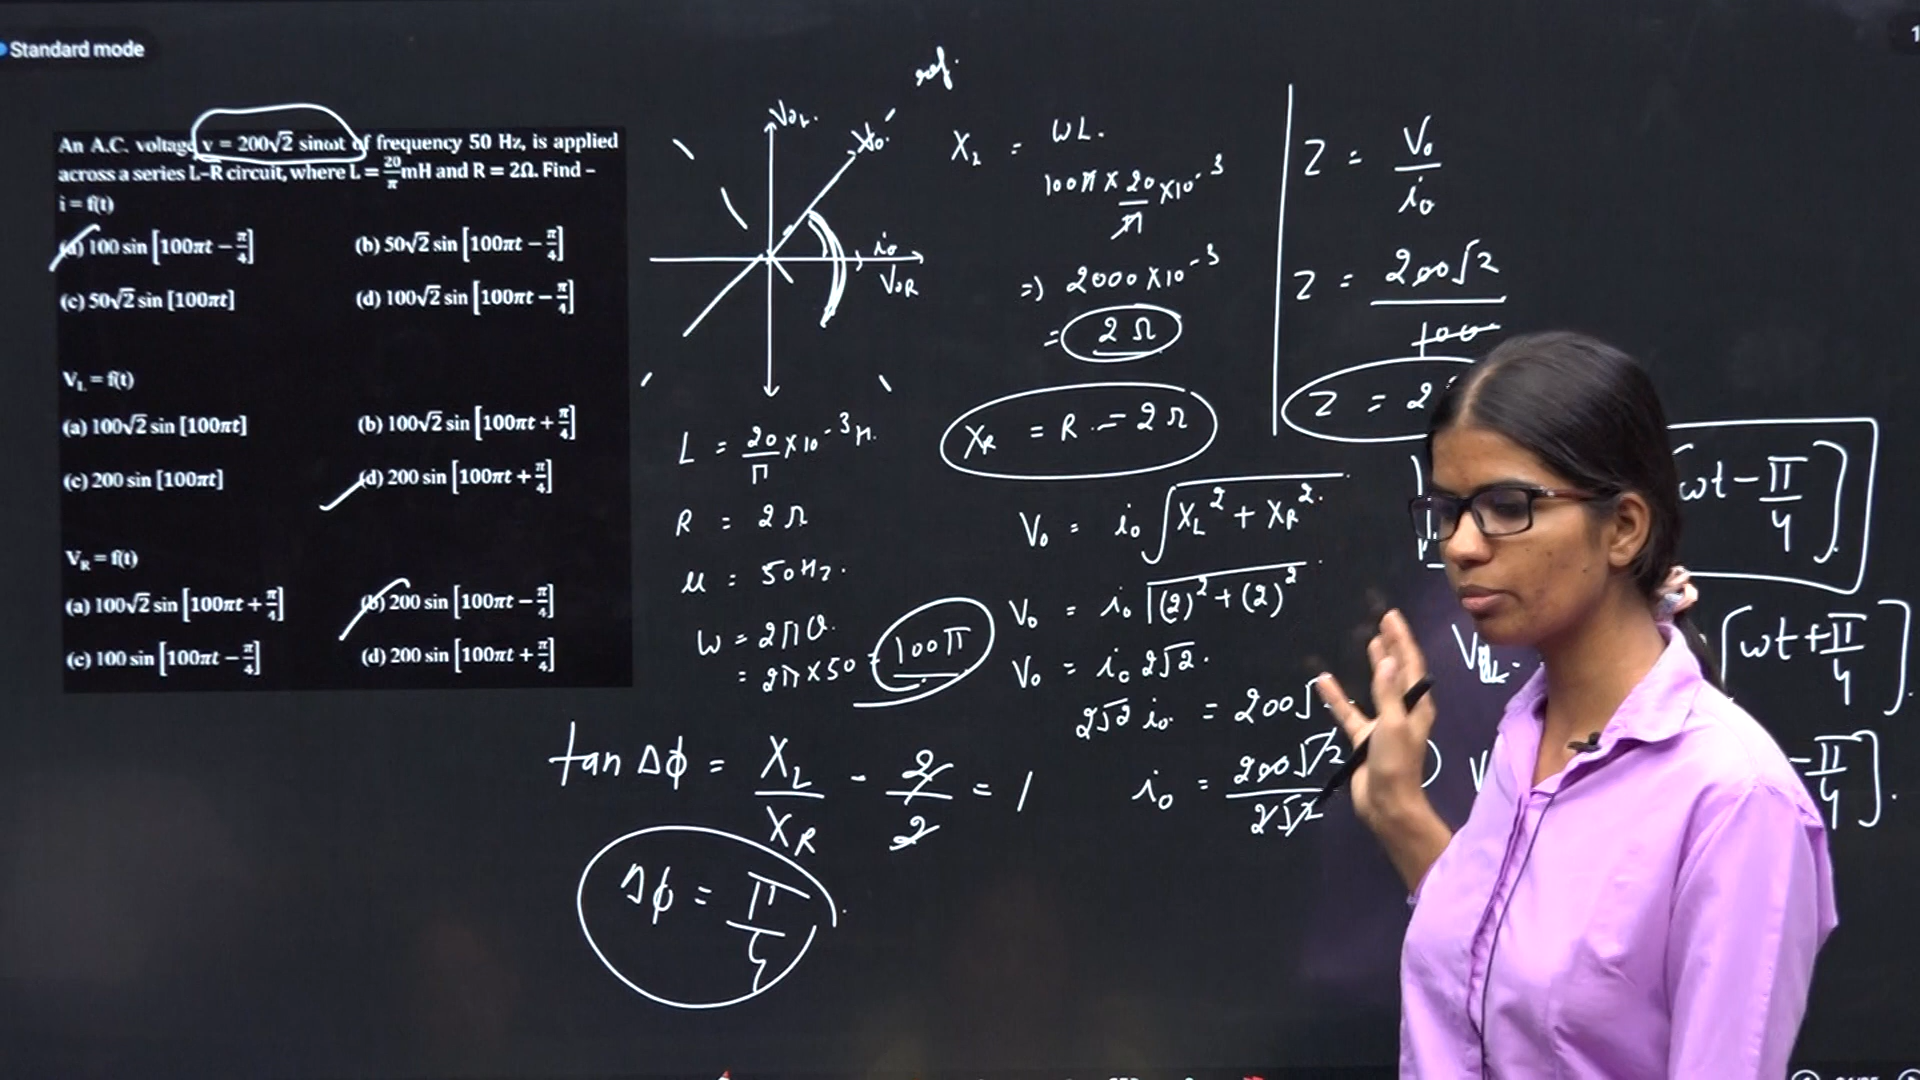 Standard mode
An A.C. voltage v = 200√2 sinωt of frequency 50 Hz, is applied
across a series L–R circuit, where L = 20/π mH and R = 2Ω. Find –
i = f(t)
(a) 100 sin [100πt − π/4]
(b) 50√2 sin [100πt − π/4]
(c) 50√2 sin [100πt]
(d) 100√2 sin [100πt − π/4]
V_L = f(t)
(a) 100√2 sin [100πt]
(b) 100√2 sin [100πt + π/4]
(c) 200 sin [100πt]
(d) 200 sin [100πt + π/4]
V_R = f(t)
(a) 100√2 sin [100πt + π/4]
(b) 200 sin [100πt − π/4]
(c) 100 sin [100πt − π/4]
(d) 200 sin [100πt + π/4]
ref.
V₀L.
V₀.
i₀
V₀R
L = 20/π × 10⁻³ H.
R = 2Ω
ν : 50Hz.
ω = 2πν.
= 2π × 50 = 100π
tan Δφ = X_L/X_R - 2/2 = 1
Δφ = π/4
X_L = ωL.
100π × 20/π × 10⁻³
=) 2000 × 10⁻³
= 2Ω
X_R = R = 2Ω
V₀ = i₀ √X_L² + X_R².
V₀ = i₀ √(2)² + (2)²
V₀ = i₀ 2√2.
2√2 i₀ = 200√
i₀ = 200√2/2√2
Z = V₀/i₀
Z = 200√2/100
Z = 2
ωt − π/4]
V_L.
[ωt + π/4].
− π/4].